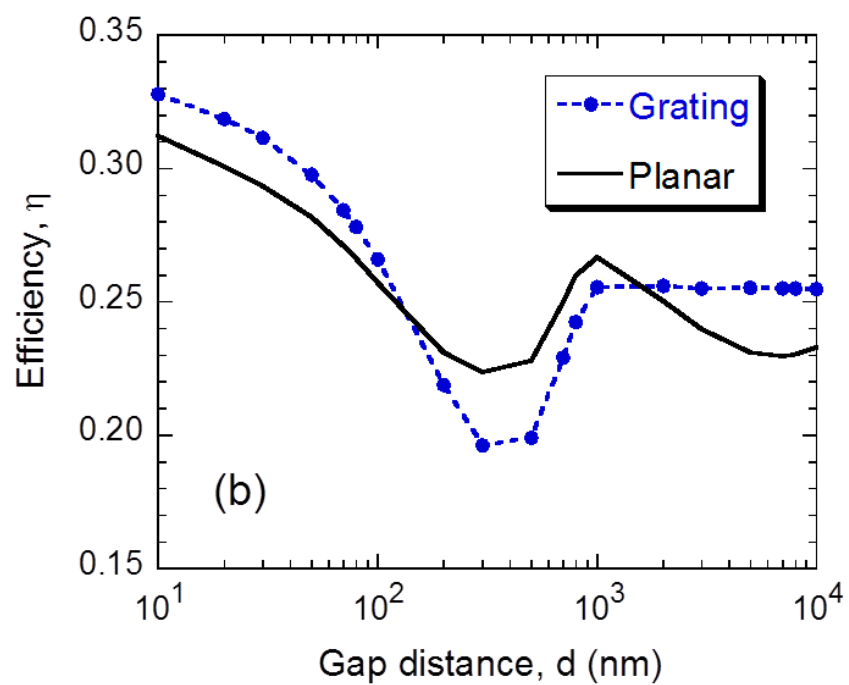 0.35
0.30
0.25
0.20
0.15
Efficiency, η
Grating
Planar
(b)
10¹
10²
10³
10⁴
Gap distance, d (nm)